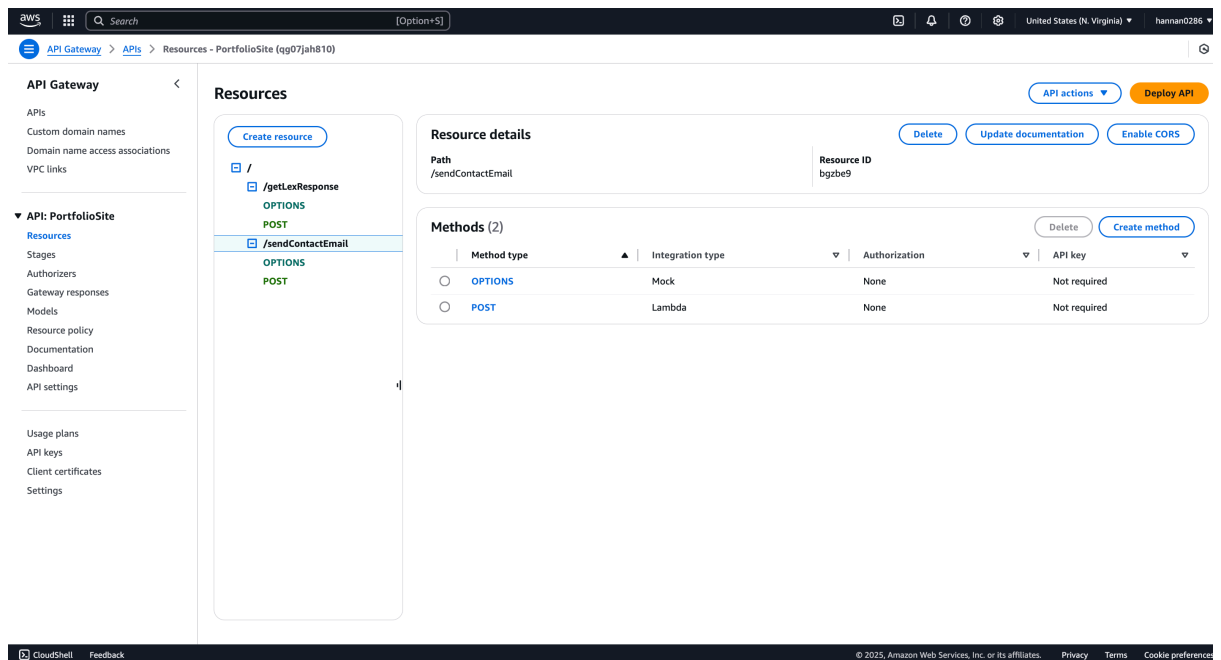 aws
Search
[Option+S]
United States (N. Virginia)
hannan0286
API Gateway > APIs > Resources - PortfolioSite (qg07jah810)
API Gateway
APIs
Custom domain names
Domain name access associations
VPC links
API: PortfolioSite
Resources
Stages
Authorizers
Gateway responses
Models
Resource policy
Documentation
Dashboard
API settings
Usage plans
API keys
Client certificates
Settings
Resources
API actions
Deploy API
Create resource
/
/getLexResponse
OPTIONS
POST
/sendContactEmail
OPTIONS
POST
Resource details
Delete
Update documentation
Enable CORS
Path
/sendContactEmail
Resource ID
bgzbe9
Methods (2)
Delete
Create method
Method type Integration type Authorization API key
OPTIONS Mock None Not required
POST Lambda None Not required
CloudShell Feedback
© 2025, Amazon Web Services, Inc. or its affiliates. Privacy Terms Cookie preferences